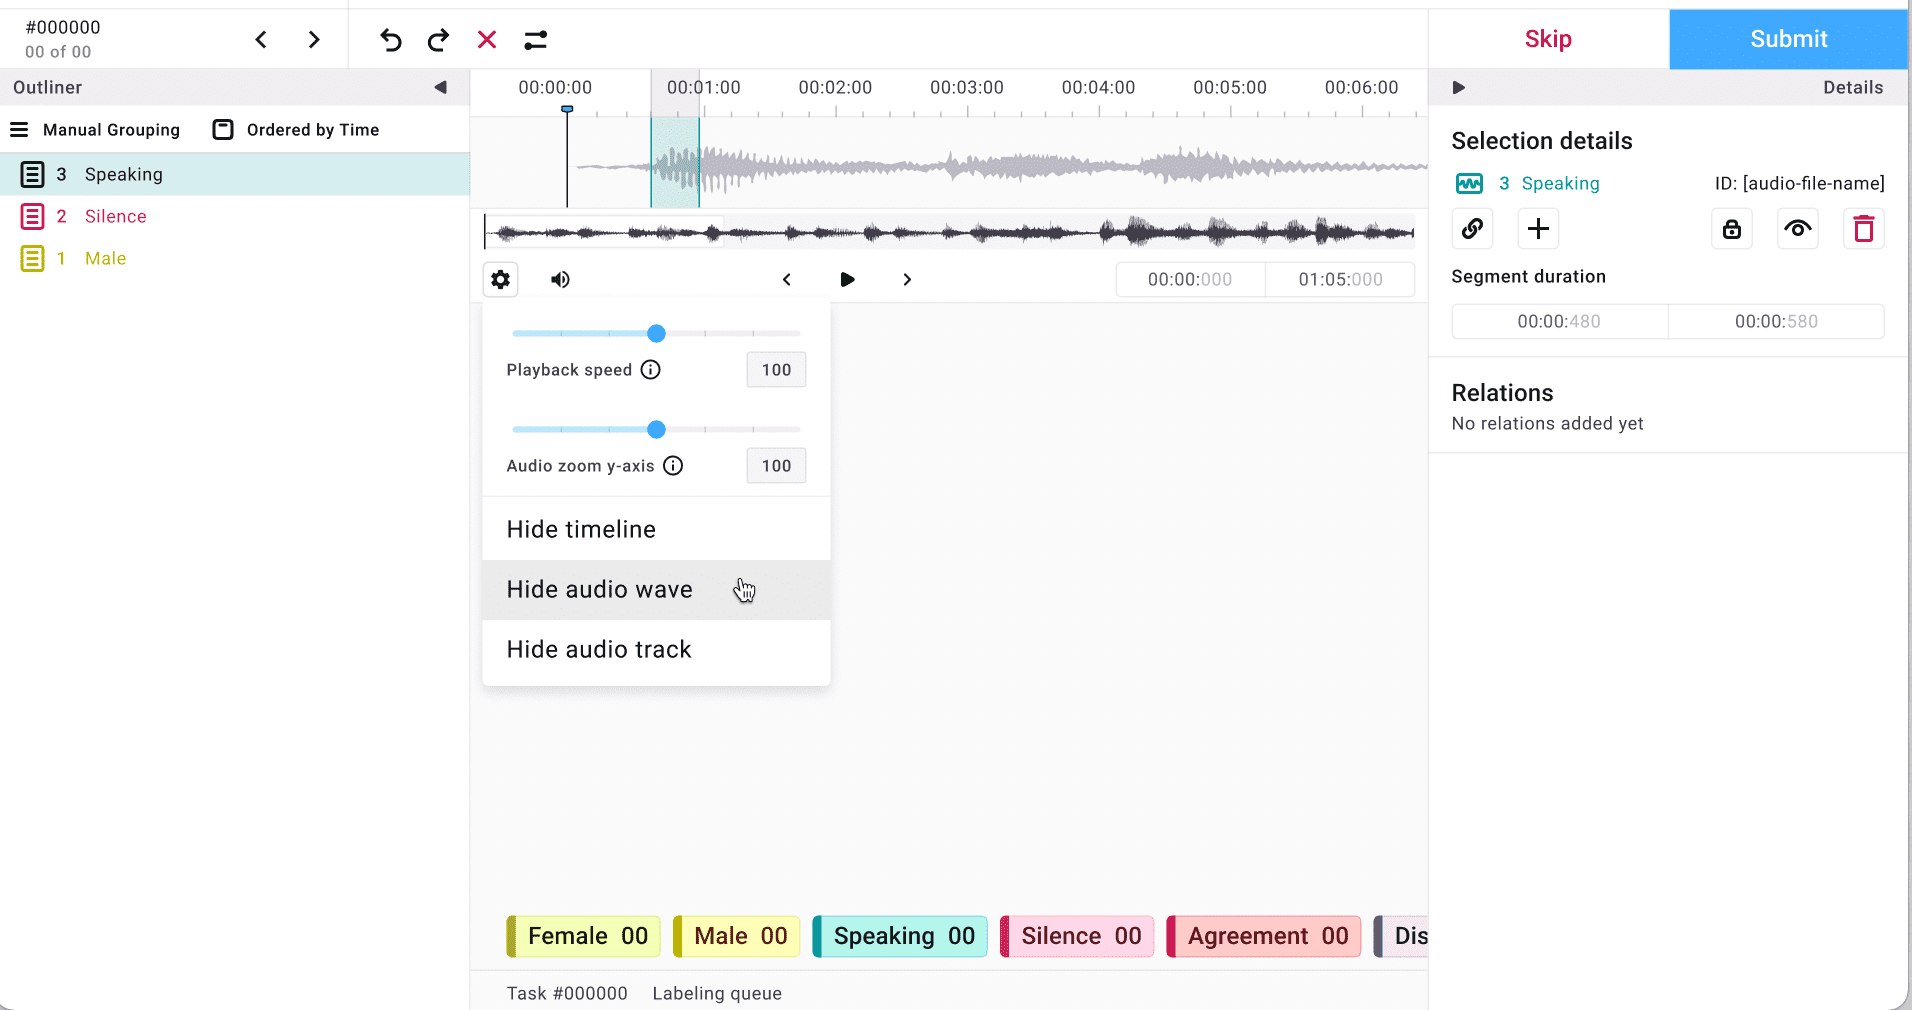 #000000
00 of 00
Skip
Submit
Outliner
00:00:00 00:01:00 00:02:00 00:03:00 00:04:00 00:05:00 00:06:00
Details
Manual Grouping Ordered by Time
3 Speaking
2 Silence
1 Male
Selection details
3 Speaking ID: [audio-file-name]
Segment duration
00:00:480 00:00:580
Relations
No relations added yet
00:00:000 01:05:000
Playback speed 100
Audio zoom y-axis 100
Hide timeline
Hide audio wave
Hide audio track
Female 00 Male 00 Speaking 00 Silence 00 Agreement 00 Dis
Task #000000 Labeling queue